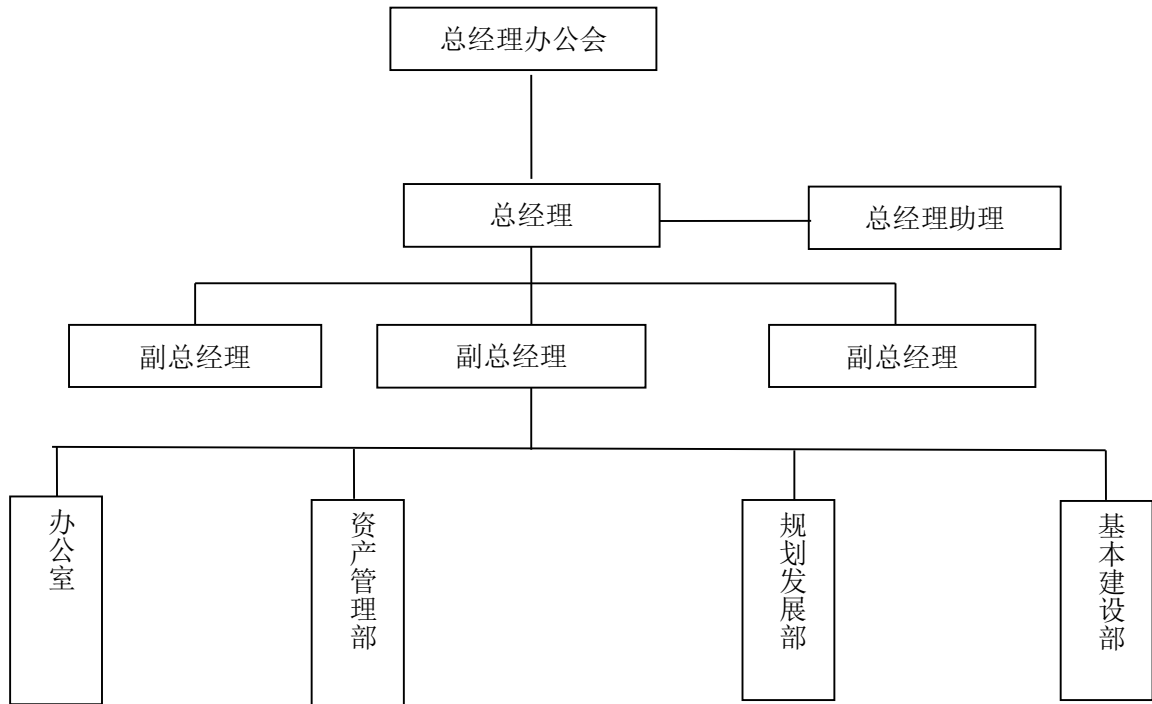 总经理办公会
总经理
总经理助理
副总经理
副总经理
副总经理
办公室
资产管理部
规划发展部
基本建设部